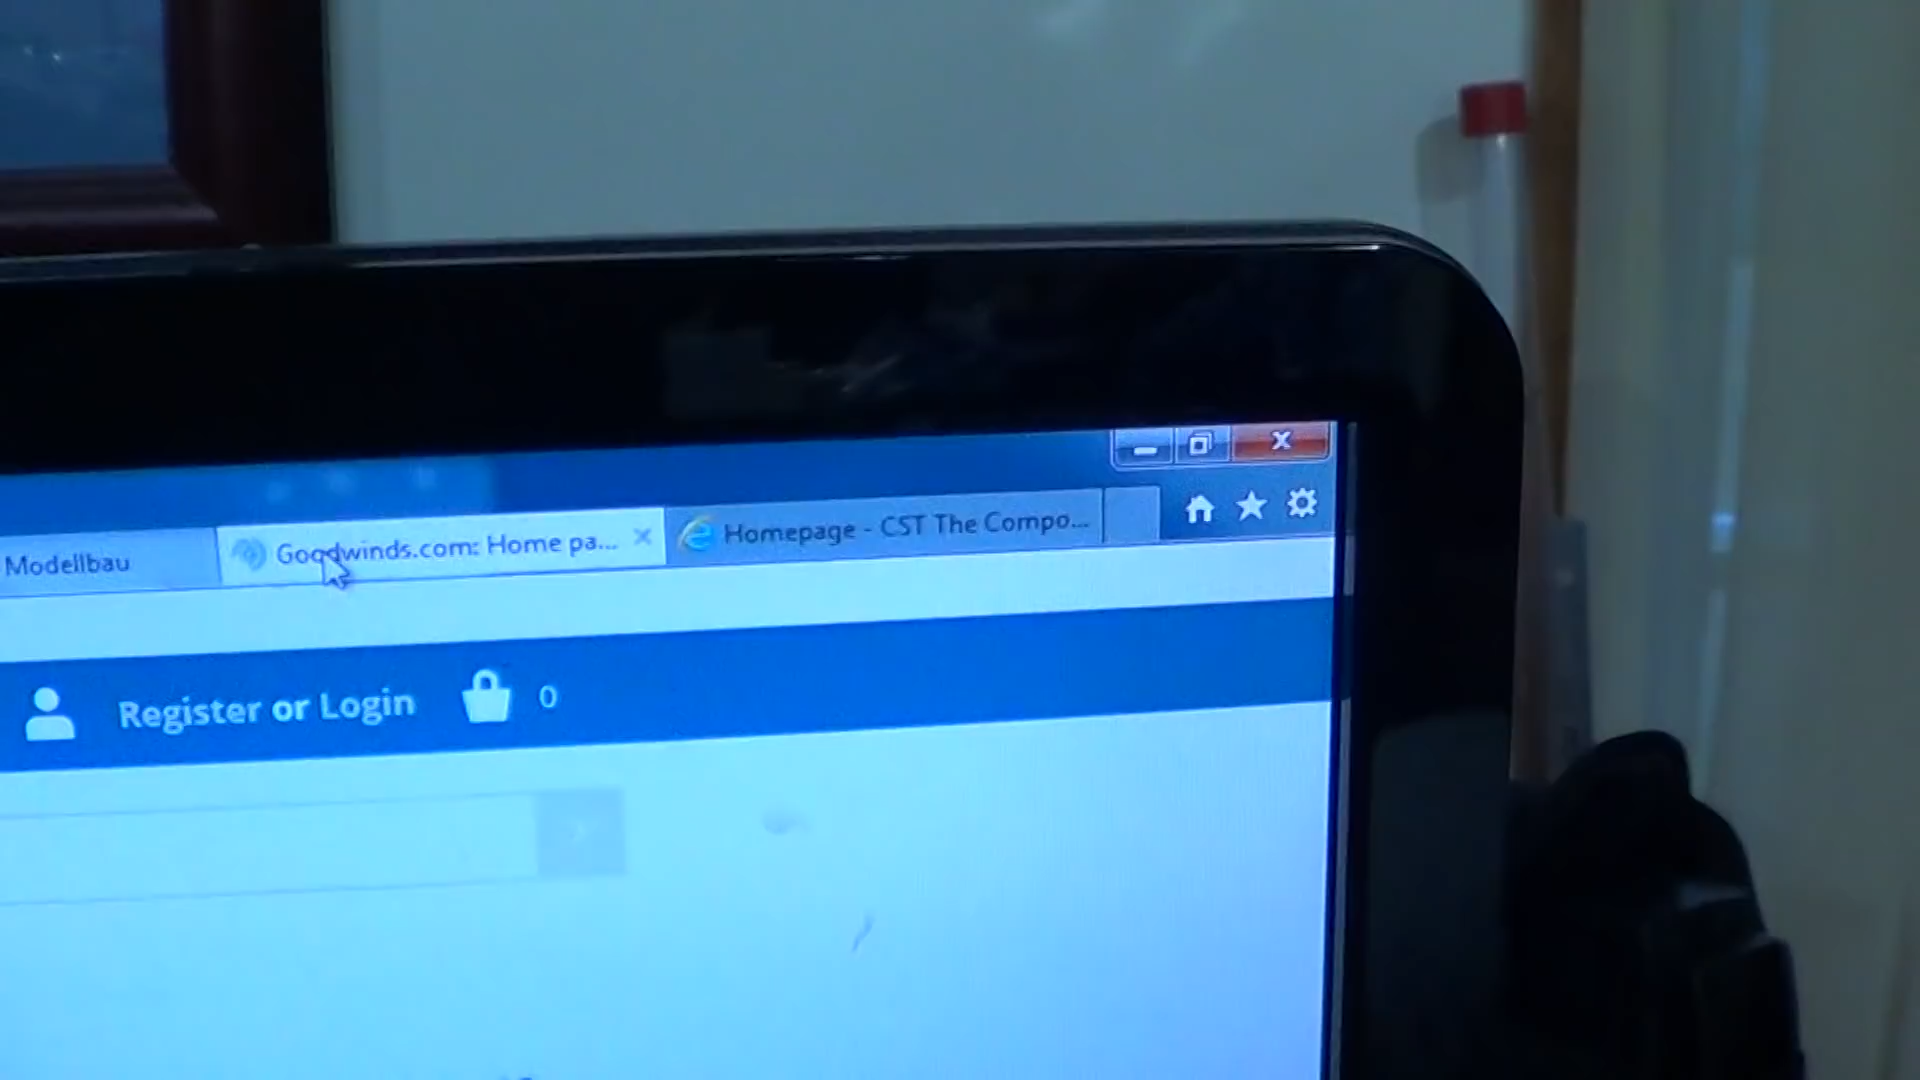 Modellbau
Goodwinds.com: Home pa...
Homepage - CST The Compo...
Register or Login
0